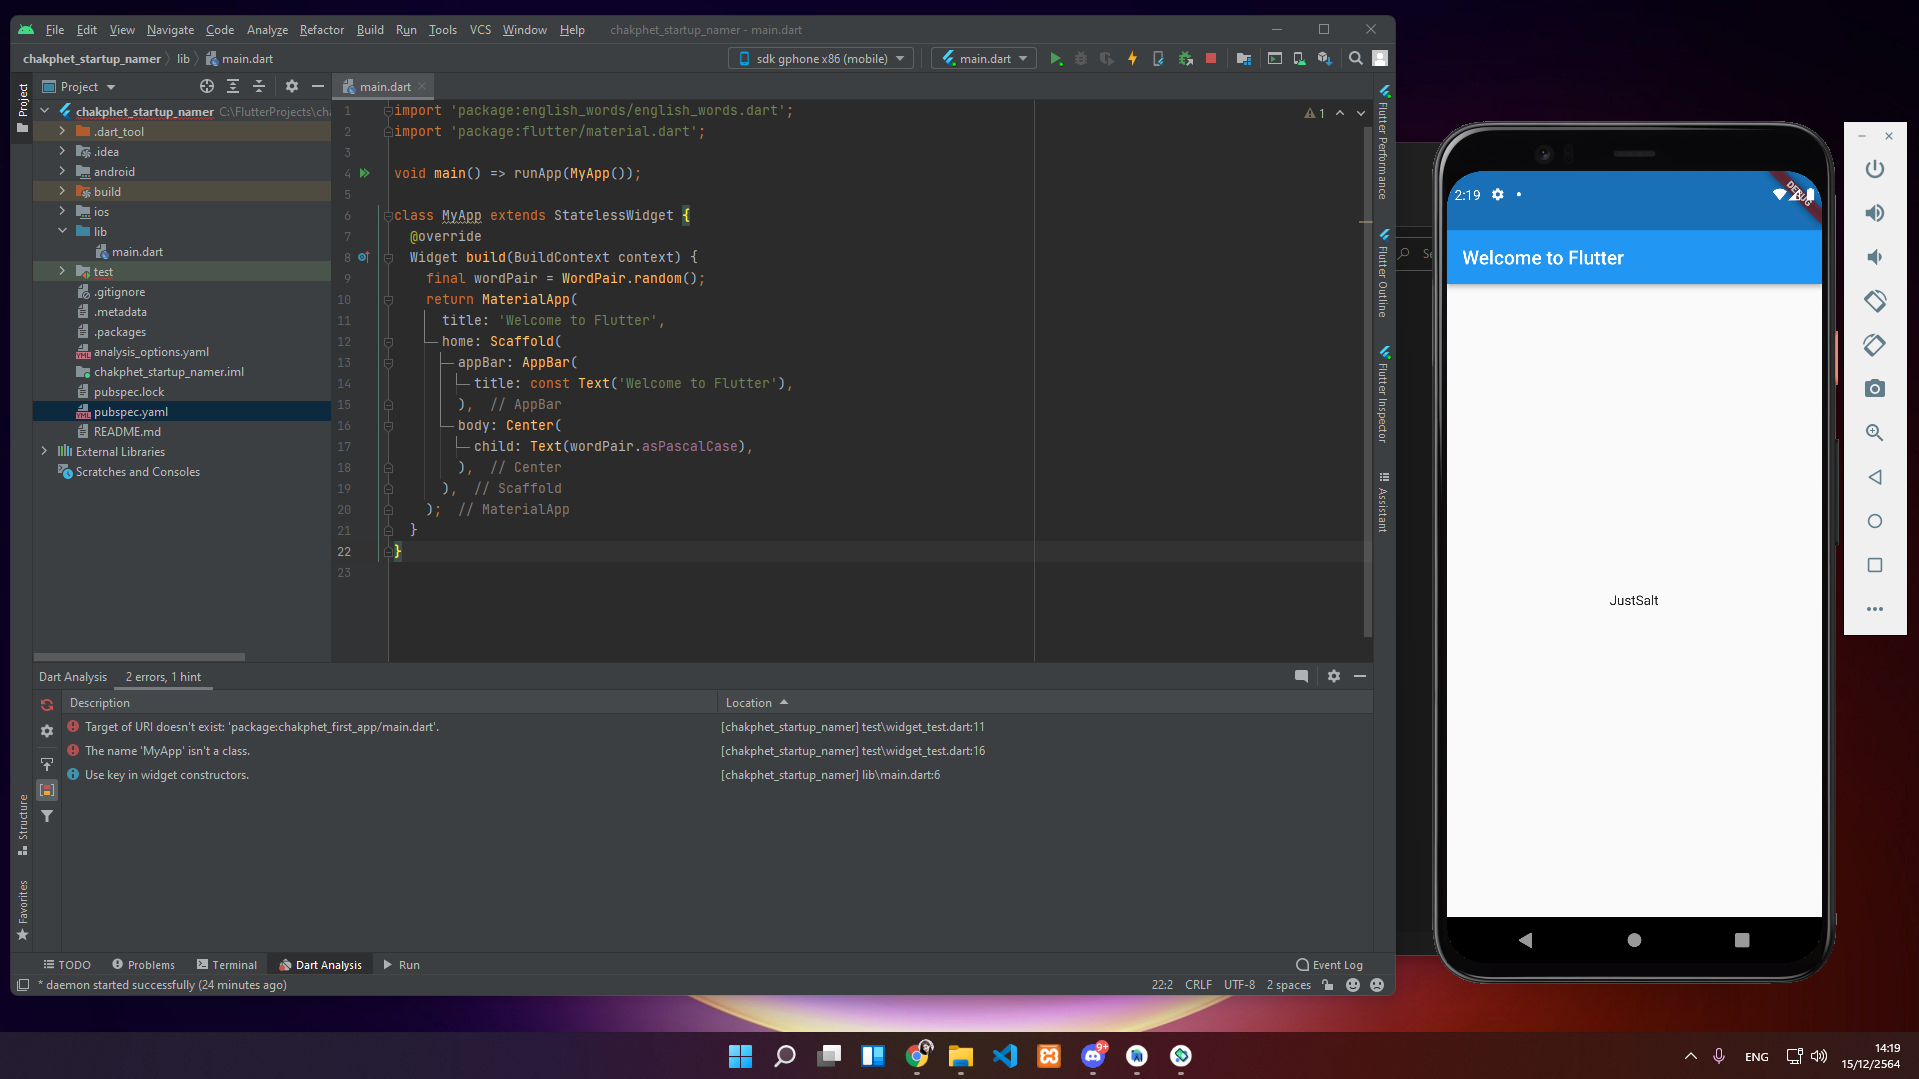 File Edit View Navigate Code Analyze Refactor Build Run Tools VCS Window Help chakphet_startup_namer - main.dart
chakphet_startup_namer lib main.dart sdk gphone x86 (mobile) main.dart
Project main.dart
Project
chakphet_startup_namer C:\FlutterProjects\cha
.dart_tool
.idea
android
build
ios
lib
main.dart
test
.gitignore
.metadata
.packages
analysis_options.yaml
chakphet_startup_namer.iml
pubspec.lock
pubspec.yaml
README.md
External Libraries
Scratches and Consoles
1 import 'package:english_words/english_words.dart';
2 import 'package:flutter/material.dart';
3
4 void main() => runApp(MyApp());
5
6 class MyApp extends StatelessWidget {
7 @override
8 Widget build(BuildContext context) {
9 final wordPair = WordPair.random();
10 return MaterialApp(
11 title: 'Welcome to Flutter',
12 home: Scaffold(
13 appBar: AppBar(
14 title: const Text('Welcome to Flutter'),
15 ), // AppBar
16 body: Center(
17 child: Text(wordPair.asPascalCase),
18 ), // Center
19 ), // Scaffold
20 ); // MaterialApp
21 }
22 }
23
1
Flutter Performance
Flutter Outline
Flutter Inspector
Assistant
Structure
Favorites
Dart Analysis 2 errors, 1 hint
Description Location
Target of URI doesn't exist: 'package:chakphet_first_app/main.dart'. [chakphet_startup_namer] test\widget_test.dart:11
The name 'MyApp' isn't a class. [chakphet_startup_namer] test\widget_test.dart:16
Use key in widget constructors. [chakphet_startup_namer] lib\main.dart:6
TODO Problems Terminal Dart Analysis Run Event Log
* daemon started successfully (24 minutes ago) 22:2 CRLF UTF-8 2 spaces
Se
2:19 DEBUG
Welcome to Flutter
JustSalt
9+
ENG
14:19
15/12/2564